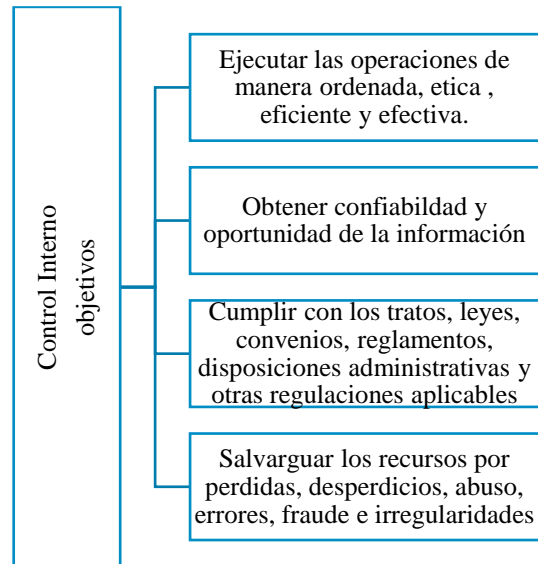 Control Interno
objetivos
Ejecutar las operaciones de
manera ordenada, etica ,
eficiente y efectiva.
Obtener confiabildad y
oportunidad de la información
Cumplir con los tratos, leyes,
convenios, reglamentos,
disposiciones administrativas y
otras regulaciones aplicables
Salvarguar los recursos por
perdidas, desperdicios, abuso,
errores, fraude e irregularidades